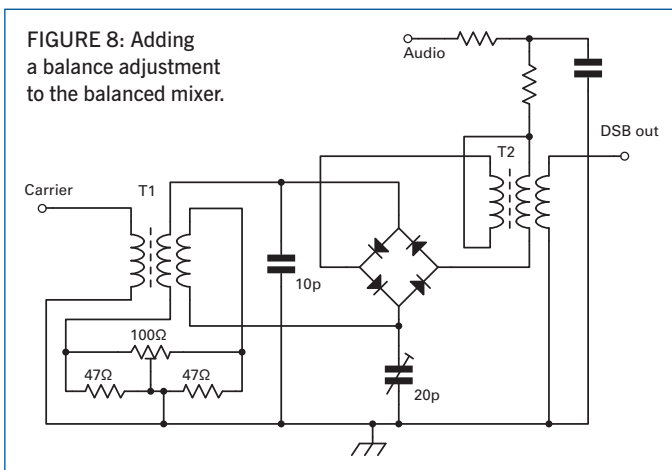 FIGURE 8: Adding
a balance adjustment
to the balanced mixer.
Audio
DSB out
T2
Carrier
T1
10p
100Ω
47Ω
47Ω
20p